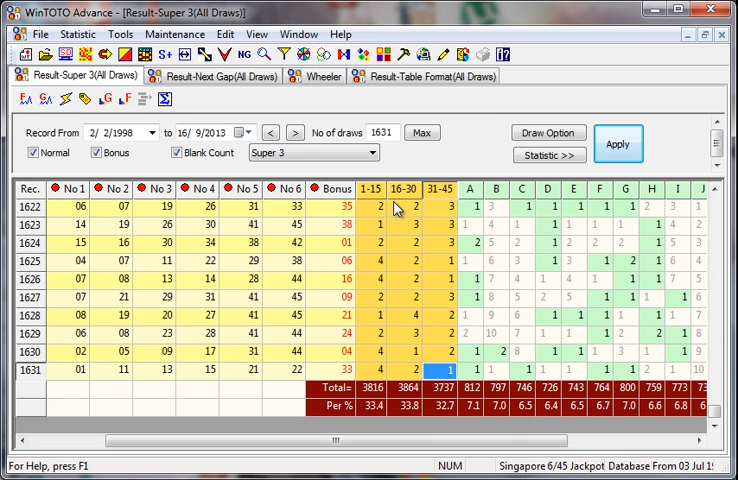 WinTOTO Advance - [Result-Super 3(All Draws)]
File Statistic Tools Maintenance Edit View Window Help
SD S+ NG
Result-Super 3(All Draws) Result-Next Gap(All Draws) Wheeler Result-Table Format(All Draws)
FA GA LG LF Σ
Record From 2/ 2/1998 to 16/ 9/2013 < > No of draws 1631 Max Draw Option
Normal Bonus Blank Count Super 3 Statistic >> Apply
Rec. No 1 No 2 No 3 No 4 No 5 No 6 Bonus 1-15 16-30 31-45 A B C D E F G H I J
1622 06 07 19 26 31 33 35 2 2 3 1 3 1 1 1 1 1 2 3 1
1623 14 19 26 30 41 45 38 1 3 3 1 4 1 1 1 1 1 1 4 2
1624 15 16 30 34 38 42 01 2 2 3 2 5 2 1 2 2 2 1 5 3
1625 04 07 11 22 29 38 06 4 2 1 1 6 3 1 3 1 2 1 6 4
1626 07 08 13 14 28 44 16 4 2 1 1 7 4 1 4 1 1 1 7 5
1627 07 21 29 31 41 45 09 2 2 3 1 8 5 2 5 1 1 1 1 6
1628 08 19 20 27 41 45 21 1 4 2 1 9 6 1 1 1 1 2 1 7
1629 06 08 23 28 41 44 24 2 3 2 2 10 7 1 1 1 1 2 1 8
1630 02 05 09 17 31 44 04 4 1 2 1 2 8 1 1 2 1 1 1 9
1631 01 11 13 15 21 22 33 4 2 1 1 1 1 1 1 1 1 2 1
Total= 3816 3864 3737 812 797 746 726 743 764 800 759 773
Per % 33.4 33.8 32.7 7.1 7.0 6.5 6.4 6.5 6.7 7.0 6.6 6.8
For Help, press F1 NUM Singapore 6/45 Jackpot Database From 03 Jul